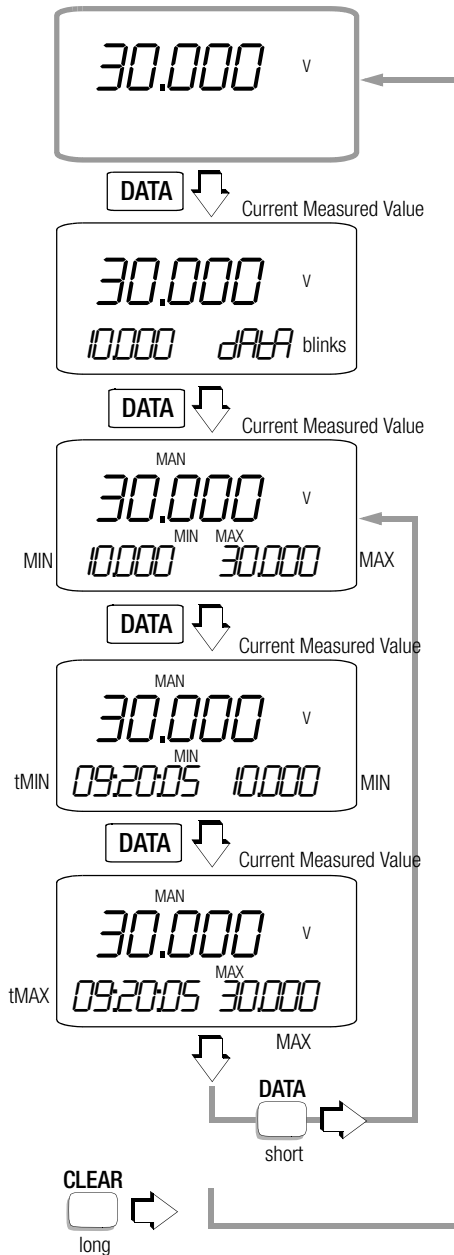 30.000 V
DATA
Current Measured Value
30.000 V
10.000 dAtA blinks
DATA
Current Measured Value
MAN
30.000 V
MIN MAX
MIN 10.000 30.000 MAX
DATA
Current Measured Value
MAN
30.000 V
MIN
tMIN 09:20:05 10.000 MIN
DATA
Current Measured Value
MAN
30.000 V
MAX
tMAX 09:20:05 30.000
MAX
DATA
short
CLEAR
long